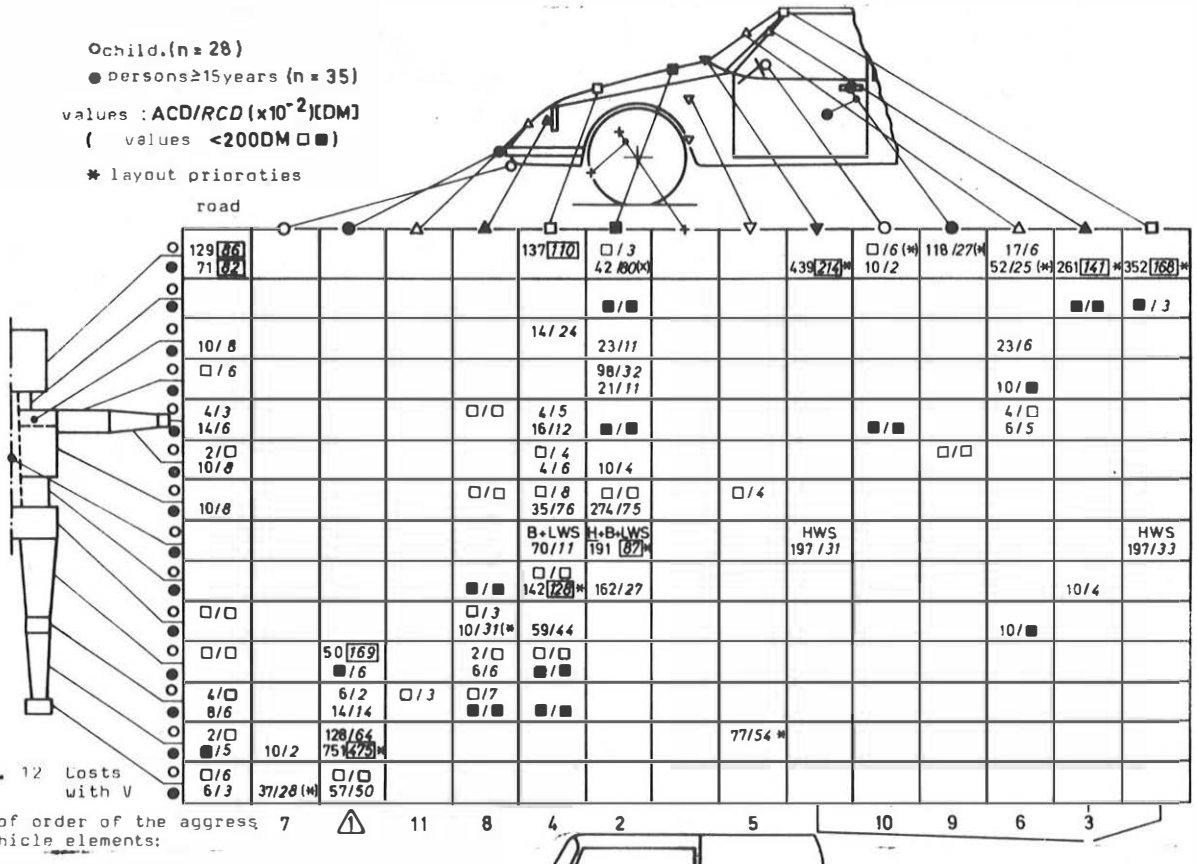 ○ child. (n = 28)
● persons ≥15years (n = 35)
values : ACD/RCD (x10⁻²)[DM]
( values <200DM □ ■)
* layout prioroties
road
129 86 137 110 □/3 □/6 (*) 118/27(*) 17/6
71 82 42/80(x) 439 214 * 10/2 52/25 (*) 261 141 * 352 168 *
■/■ ■/■ ■/3
14/24
10/8 23/11 23/6
□/6 98/32
21/11 10/■
4/3 □/□ 4/5 4/□
14/6 16/12 ■/■ ■/■ 6/5
2/□ □/4 □/□
10/8 4/6 10/4
□/□ □/8 □/□ □/4
10/8 35/76 274/75
B+LWS H+B+LWS HWS HWS
70/11 191 87 * 197/31 197/33
□/□
■/■ 142 128 * 162/27 10/4
□/□ □/3
10/31(* 59/44 10/■
□/□ 50 169 2/□ □/□
■/6 6/6 ■/■
4/□ 6/2 □/3 □/7
8/6 14/14 ■/■ ■/■
2/□ 128/64 77/54 *
■/5 10/2 751 475 *
□/6 □/□
6/3 37/28 (*) 57/50
. 12 Costs
with V
of order of the aggress
hicle elements:
7 1 11 8 4 2 5 10 9 6 3